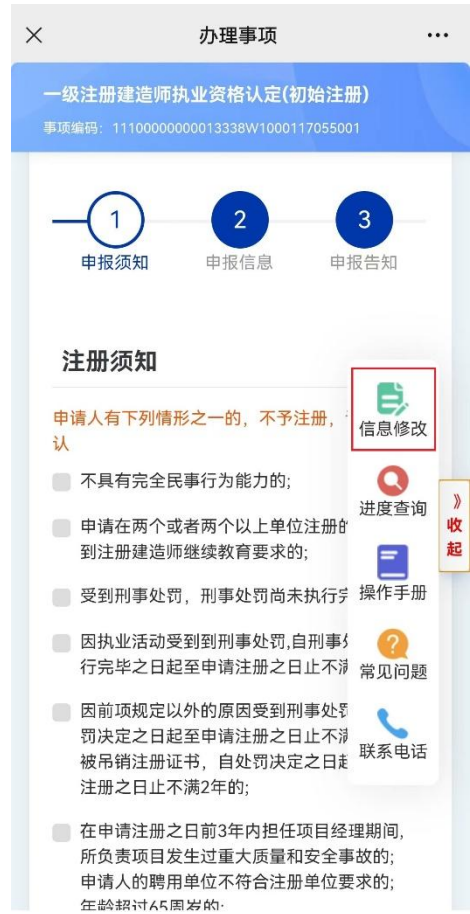 办理事项
一级注册建造师执业资格认定(初始注册)
事项编码: 11100000000013338W1000117055001
1
2
3
申报须知
申报信息
申报告知
注册须知
申请人有下列情形之一的, 不予注册,
认
不具有完全民事行为能力的;
申请在两个或者两个以上单位注册的
到注册建造师继续教育要求的;
受到刑事处罚, 刑事处罚尚未执行完
因执业活动受到到刑事处罚,自刑事处
行完毕之日起至申请注册之日止不满
因前项规定以外的原因受到刑事处罚
罚决定之日起至申请注册之日止不满
被吊销注册证书, 自处罚决定之日起
注册之日止不满2年的;
在申请注册之日前3年内担任项目经理期间,
所负责项目发生过重大质量和安全事故的;
申请人的聘用单位不符合注册单位要求的;
年龄超过65周岁的;
信息修改
进度查询
操作手册
常见问题
联系电话
》
收
起